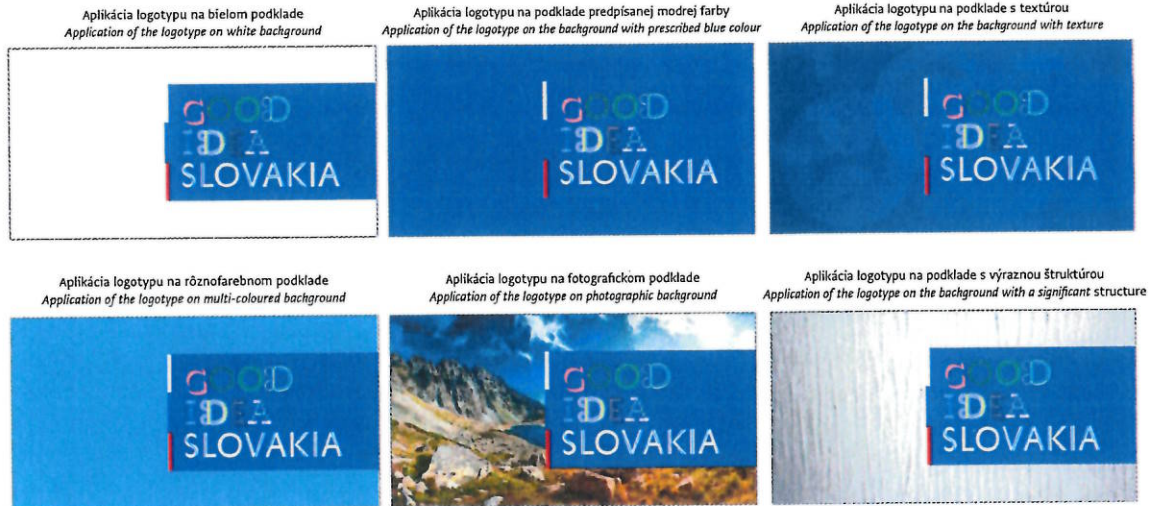 Aplikácia logotypu na bielom podklade
Application of the logotype on white background
GOOD
IDEA
SLOVAKIA
Aplikácia logotypu na podklade predpísanej modrej farby
Application of the logotype on the background with prescribed blue colour
GOOD
IDEA
SLOVAKIA
Aplikácia logotypu na podklade s textúrou
Application of the logotype on the background with texture
GOOD
IDEA
SLOVAKIA
Aplikácia logotypu na rôznofarebnom podklade
Application of the logotype on multi-coloured background
GOOD
IDEA
SLOVAKIA
Aplikácia logotypu na fotografickom podklade
Application of the logotype on photographic background
GOOD
IDEA
SLOVAKIA
Aplikácia logotypu na podklade s výraznou štruktúrou
Application of the logotype on the background with a significant structure
GOOD
IDEA
SLOVAKIA